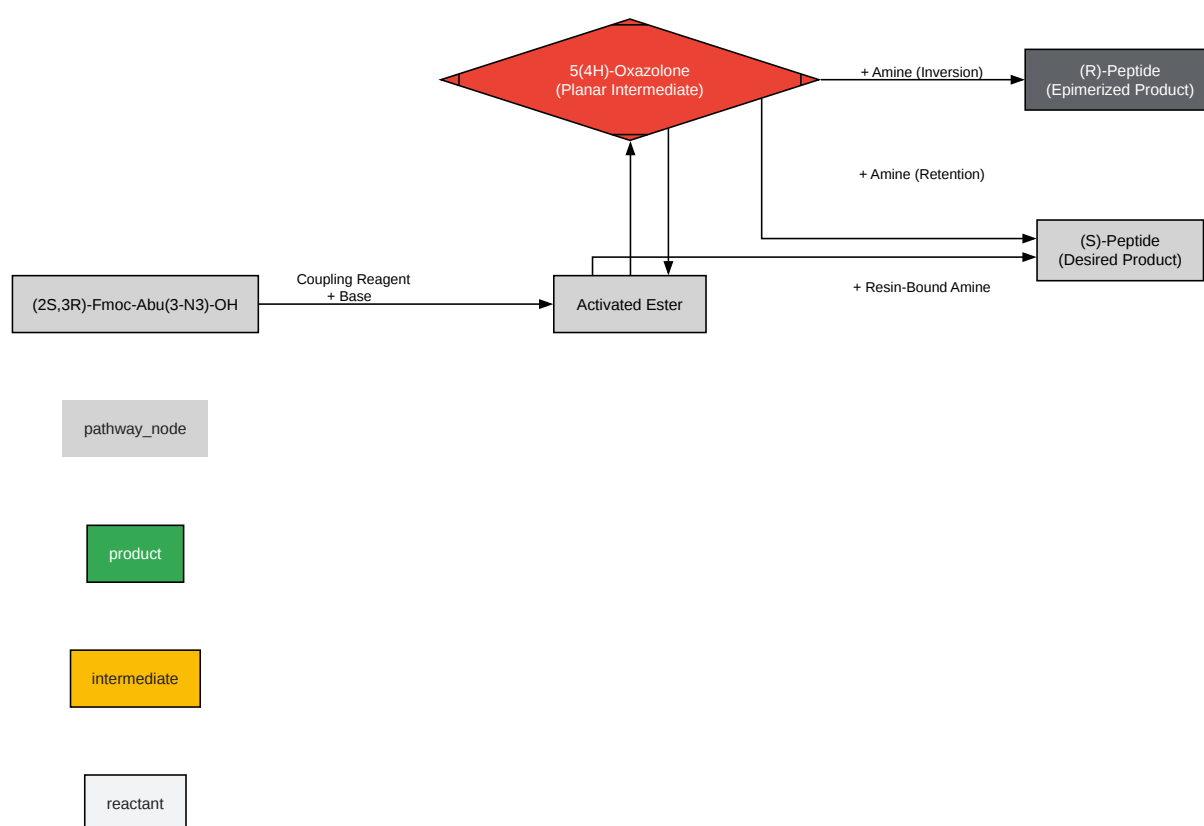 5(4H)-Oxazolone
(Planar Intermediate)
+ Amine (Inversion)
(R)-Peptide
(Epimerized Product)
+ Amine (Retention)
(S)-Peptide
(Desired Product)
Coupling Reagent
+ Base
+ Resin-Bound Amine
(2S,3R)-Fmoc-Abu(3-N3)-OH
Activated Ester
pathway_node
product
intermediate
reactant